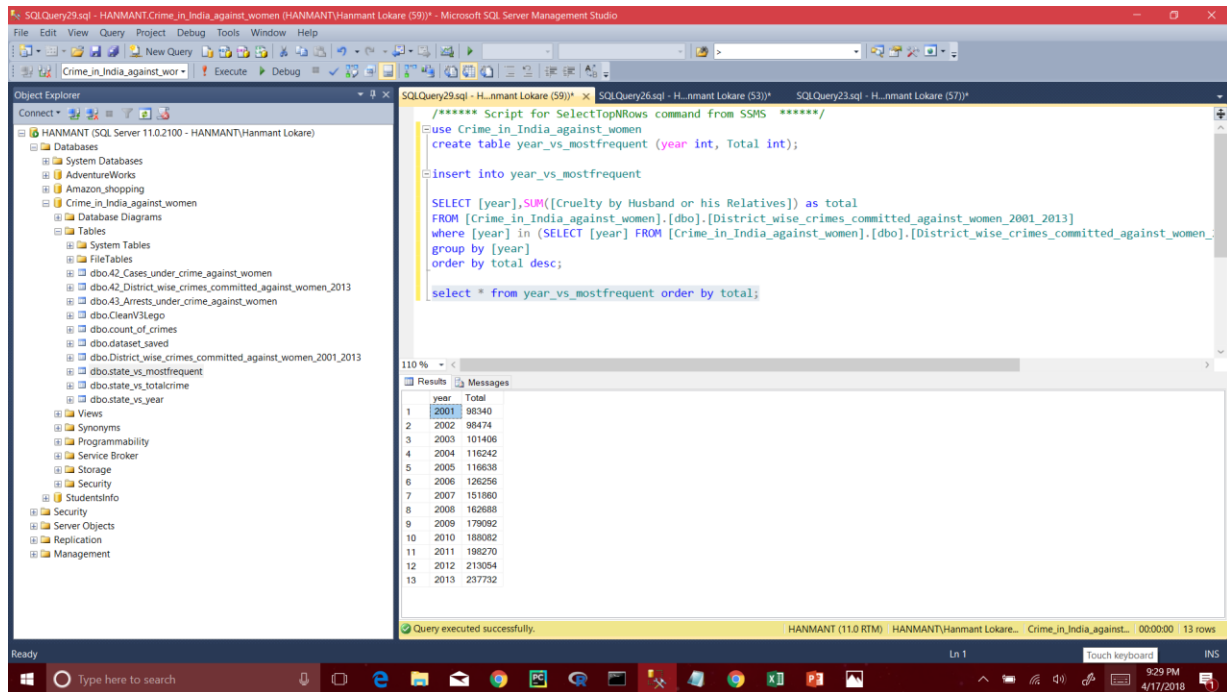 SQLQuery29.sql - HANMANT.Crime_in_India_against_women (HANMANT\Hanmant Lokare (59))* - Microsoft SQL Server Management Studio
File Edit View Query Project Debug Tools Window Help
New Query
Crime_in_India_against_wor Execute Debug
Object Explorer
Connect
HANMANT (SQL Server 11.0.2100 - HANMANT\Hanmant Lokare)
Databases
System Databases
AdventureWorks
Amazon_shopping
Crime_in_India_against_women
Database Diagrams
Tables
System Tables
FileTables
dbo.42_Cases_under_crime_against_women
dbo.42_District_wise_crimes_committed_against_women_2013
dbo.43_Arrests_under_crime_against_women
dbo.CleanV3Lego
dbo.count_of_crimes
dbo.dataset_saved
dbo.District_wise_crimes_committed_against_women_2001_2013
dbo.state_vs_mostfrequent
dbo.state_vs_totalcrime
dbo.state_vs_year
Views
Synonyms
Programmability
Service Broker
Storage
Security
StudentsInfo
Security
Server Objects
Replication
Management
SQLQuery29.sql - H...nmant Lokare (59))* SQLQuery26.sql - H...nmant Lokare (53))* SQLQuery23.sql - H...nmant Lokare (57))*
/****** Script for SelectTopNRows command from SSMS ******/
use Crime_in_India_against_women
create table year_vs_mostfrequent (year int, Total int);
insert into year_vs_mostfrequent
SELECT [year],SUM([Cruelty by Husband or his Relatives]) as total
FROM [Crime_in_India_against_women].[dbo].[District_wise_crimes_committed_against_women_2001_2013]
where [year] in (SELECT [year] FROM [Crime_in_India_against_women].[dbo].[District_wise_crimes_committed_against_women_
group by [year]
order by total desc;
select * from year_vs_mostfrequent order by total;
110 %
Results Messages
year Total
1 2001 98340
2 2002 98474
3 2003 101406
4 2004 116242
5 2005 116638
6 2006 126256
7 2007 151860
8 2008 162688
9 2009 179092
10 2010 188082
11 2011 198270
12 2012 213054
13 2013 237732
Query executed successfully. HANMANT (11.0 RTM) HANMANT\Hanmant Lokare... Crime_in_India_against... 00:00:00 13 rows
Ready Ln 1 Touch keyboard INS
Type here to search
9:29 PM
4/17/2018